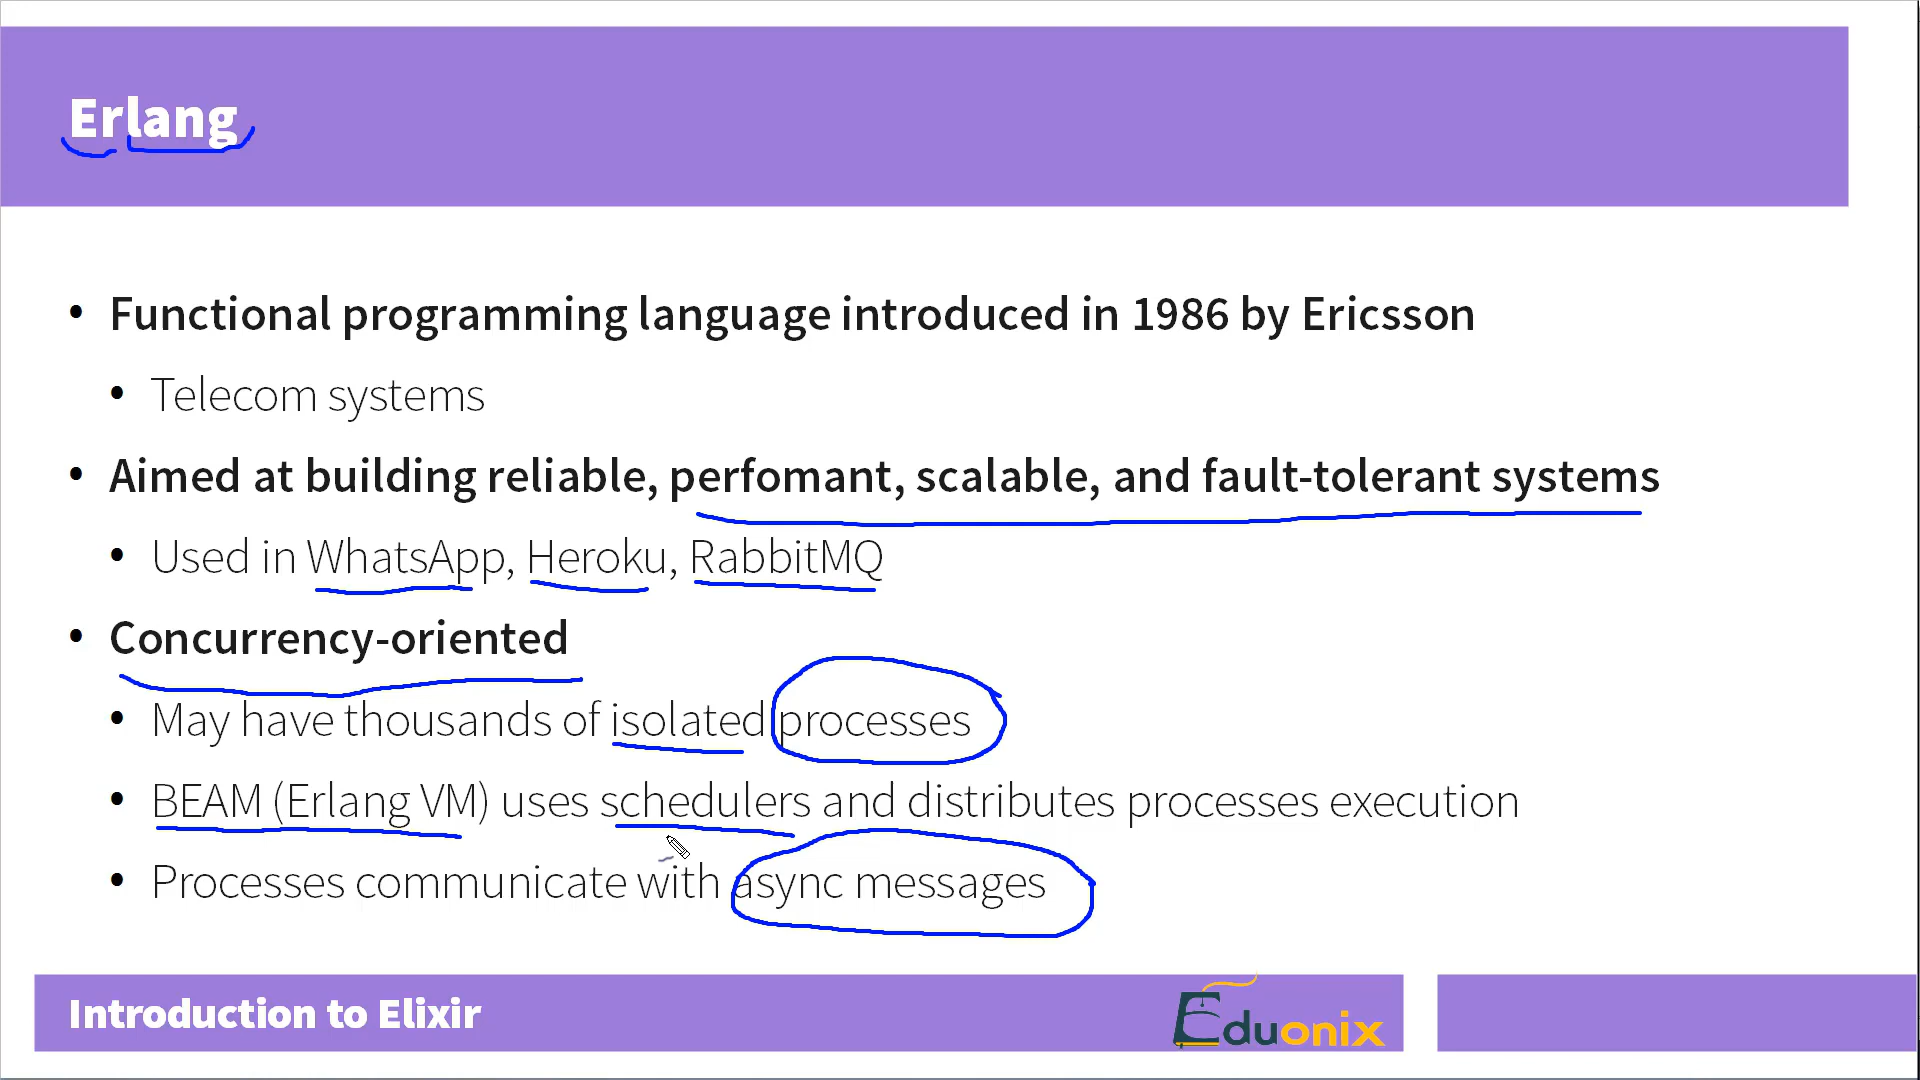 Erlang
• Functional programming language introduced in 1986 by Ericsson
• Telecom systems
• Aimed at building reliable, perfomant, scalable, and fault-tolerant systems
• Used in WhatsApp, Heroku, RabbitMQ
• Concurrency-oriented
• May have thousands of isolated processes
• BEAM (Erlang VM) uses schedulers and distributes processes execution
• Processes communicate with async messages
Introduction to Elixir
Eduonix